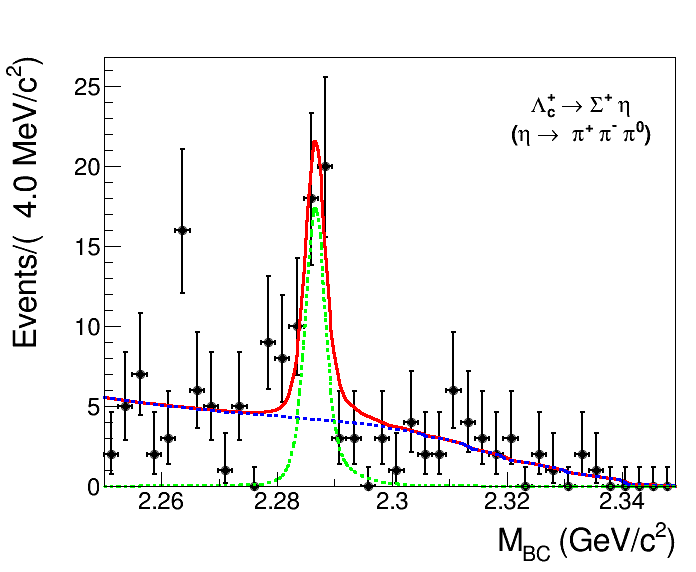 Events/( 4.0 MeV/c²)
25
20
15
10
5
0
Λc⁺ → Σ⁺ η
(η → π⁺ π⁻ π⁰)
2.26
2.28
2.3
2.32
2.34
M_BC (GeV/c²)